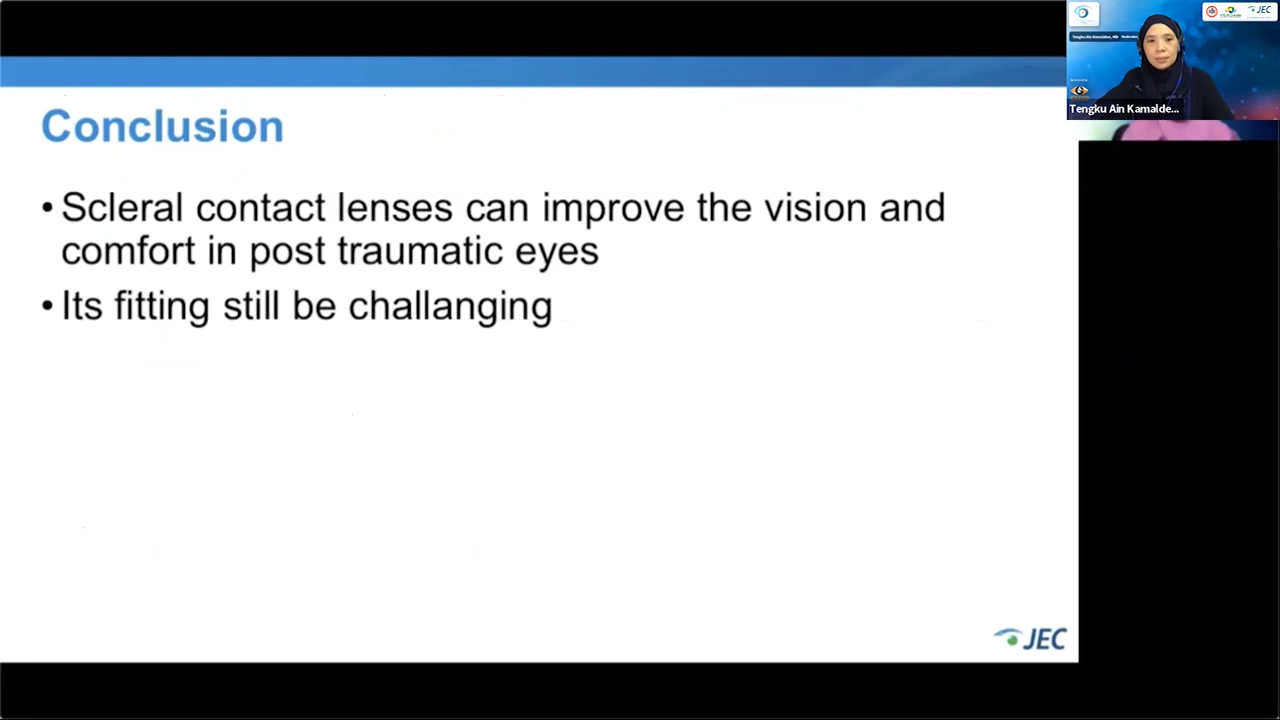 Conclusion
• Scleral contact lenses can improve the vision and
comfort in post traumatic eyes
• Its fitting still be challanging
JEC
JEC
Tengku Ain Kamalde...